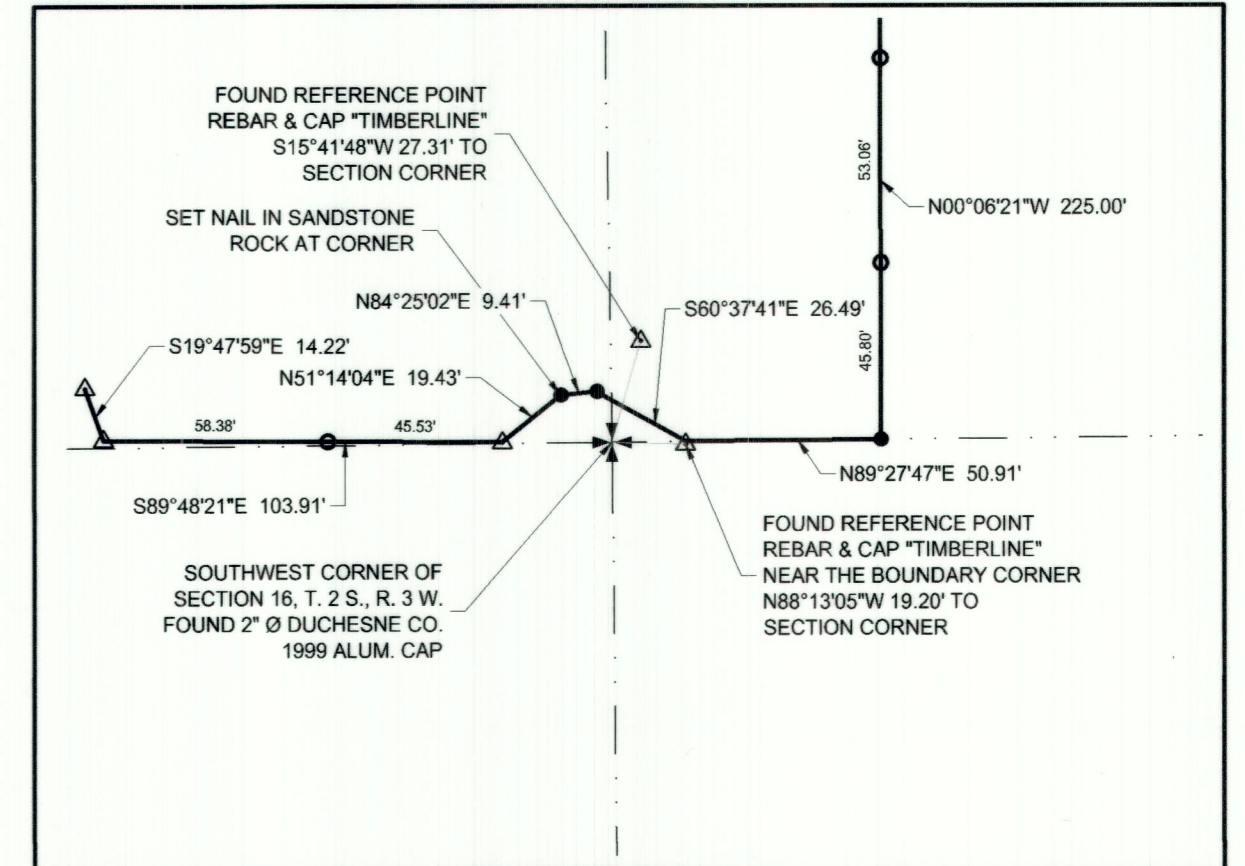 FOUND REFERENCE POINT
REBAR & CAP "TIMBERLINE"
S15°41'48"W 27.31' TO
SECTION CORNER
SET NAIL IN SANDSTONE
ROCK AT CORNER
N84°25'02"E 9.41'
S19°47'59"E 14.22'
N51°14'04"E 19.43'
58.38'
45.53'
S89°48'21"E 103.91'
SOUTHWEST CORNER OF
SECTION 16, T. 2 S., R. 3 W.
FOUND 2" Ø DUCHESNE CO.
1999 ALUM. CAP
53.06'
N00°06'21"W 225.00'
S60°37'41"E 26.49'
45.80'
N89°27'47"E 50.91'
FOUND REFERENCE POINT
REBAR & CAP "TIMBERLINE"
NEAR THE BOUNDARY CORNER
N88°13'05"W 19.20' TO
SECTION CORNER